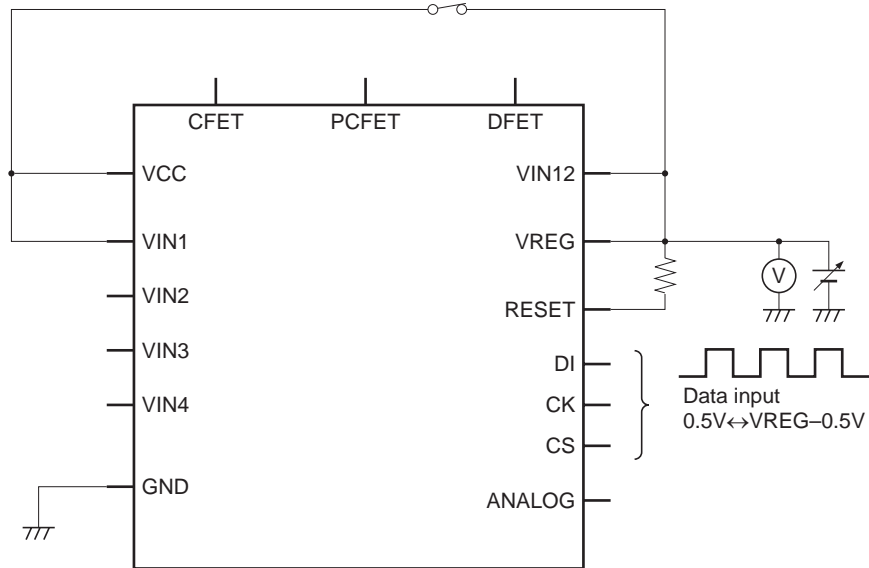 CFET PCFET DFET
VCC VIN12
VIN1 VREG
V
VIN2
RESET
VIN3
DI
Data input
VIN4 CK
0.5V↔VREG–0.5V
CS
GND
ANALOG